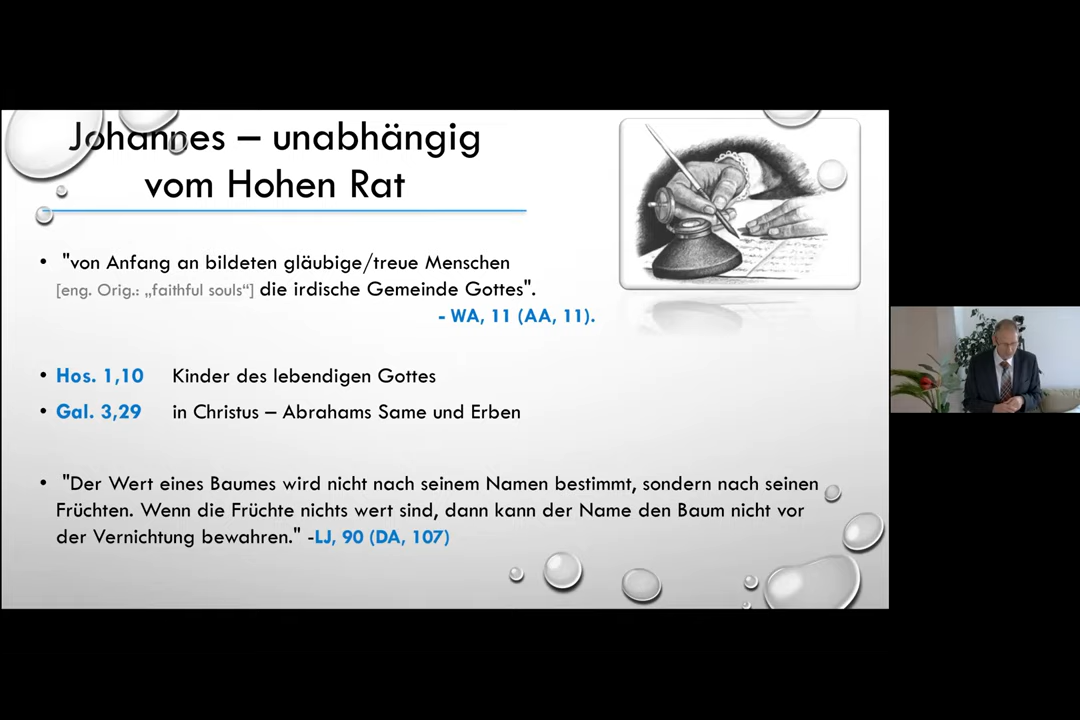 Johannes – unabhängig
vom Hohen Rat
• "von Anfang an bildeten gläubige/treue Menschen
[eng. Orig.: „faithful souls“] die irdische Gemeinde Gottes".
- WA, 11 (AA, 11).
• Hos. 1,10 Kinder des lebendigen Gottes
• Gal. 3,29 in Christus – Abrahams Same und Erben
• "Der Wert eines Baumes wird nicht nach seinem Namen bestimmt, sondern nach seinen
Früchten. Wenn die Früchte nichts wert sind, dann kann der Name den Baum nicht vor
der Vernichtung bewahren." -LJ, 90 (DA, 107)